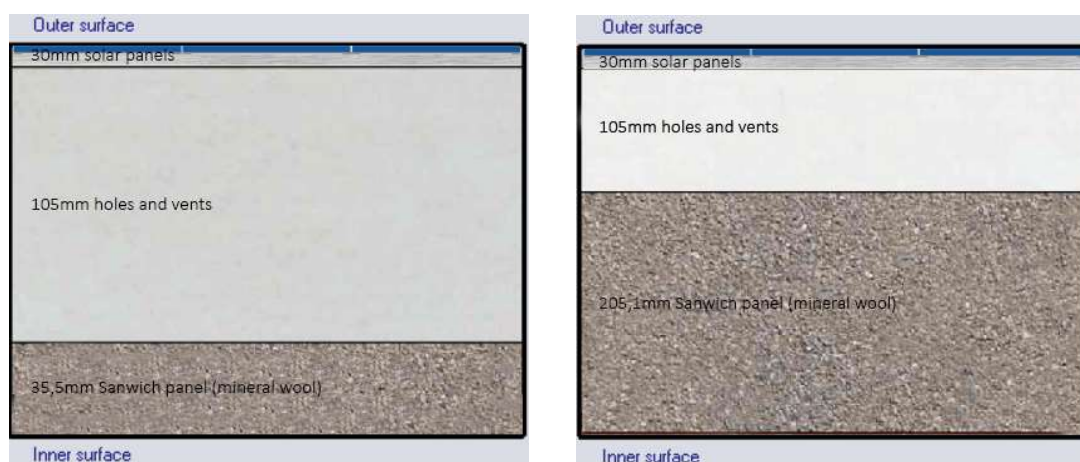 Outer surface
30mm solar panels
105mm holes and vents
35,5mm Sanwich panel (mineral wool)
Inner surface
Outer surface
30mm solar panels
105mm holes and vents
205,1mm Sanwich panel (mineral wool)
Inner surface